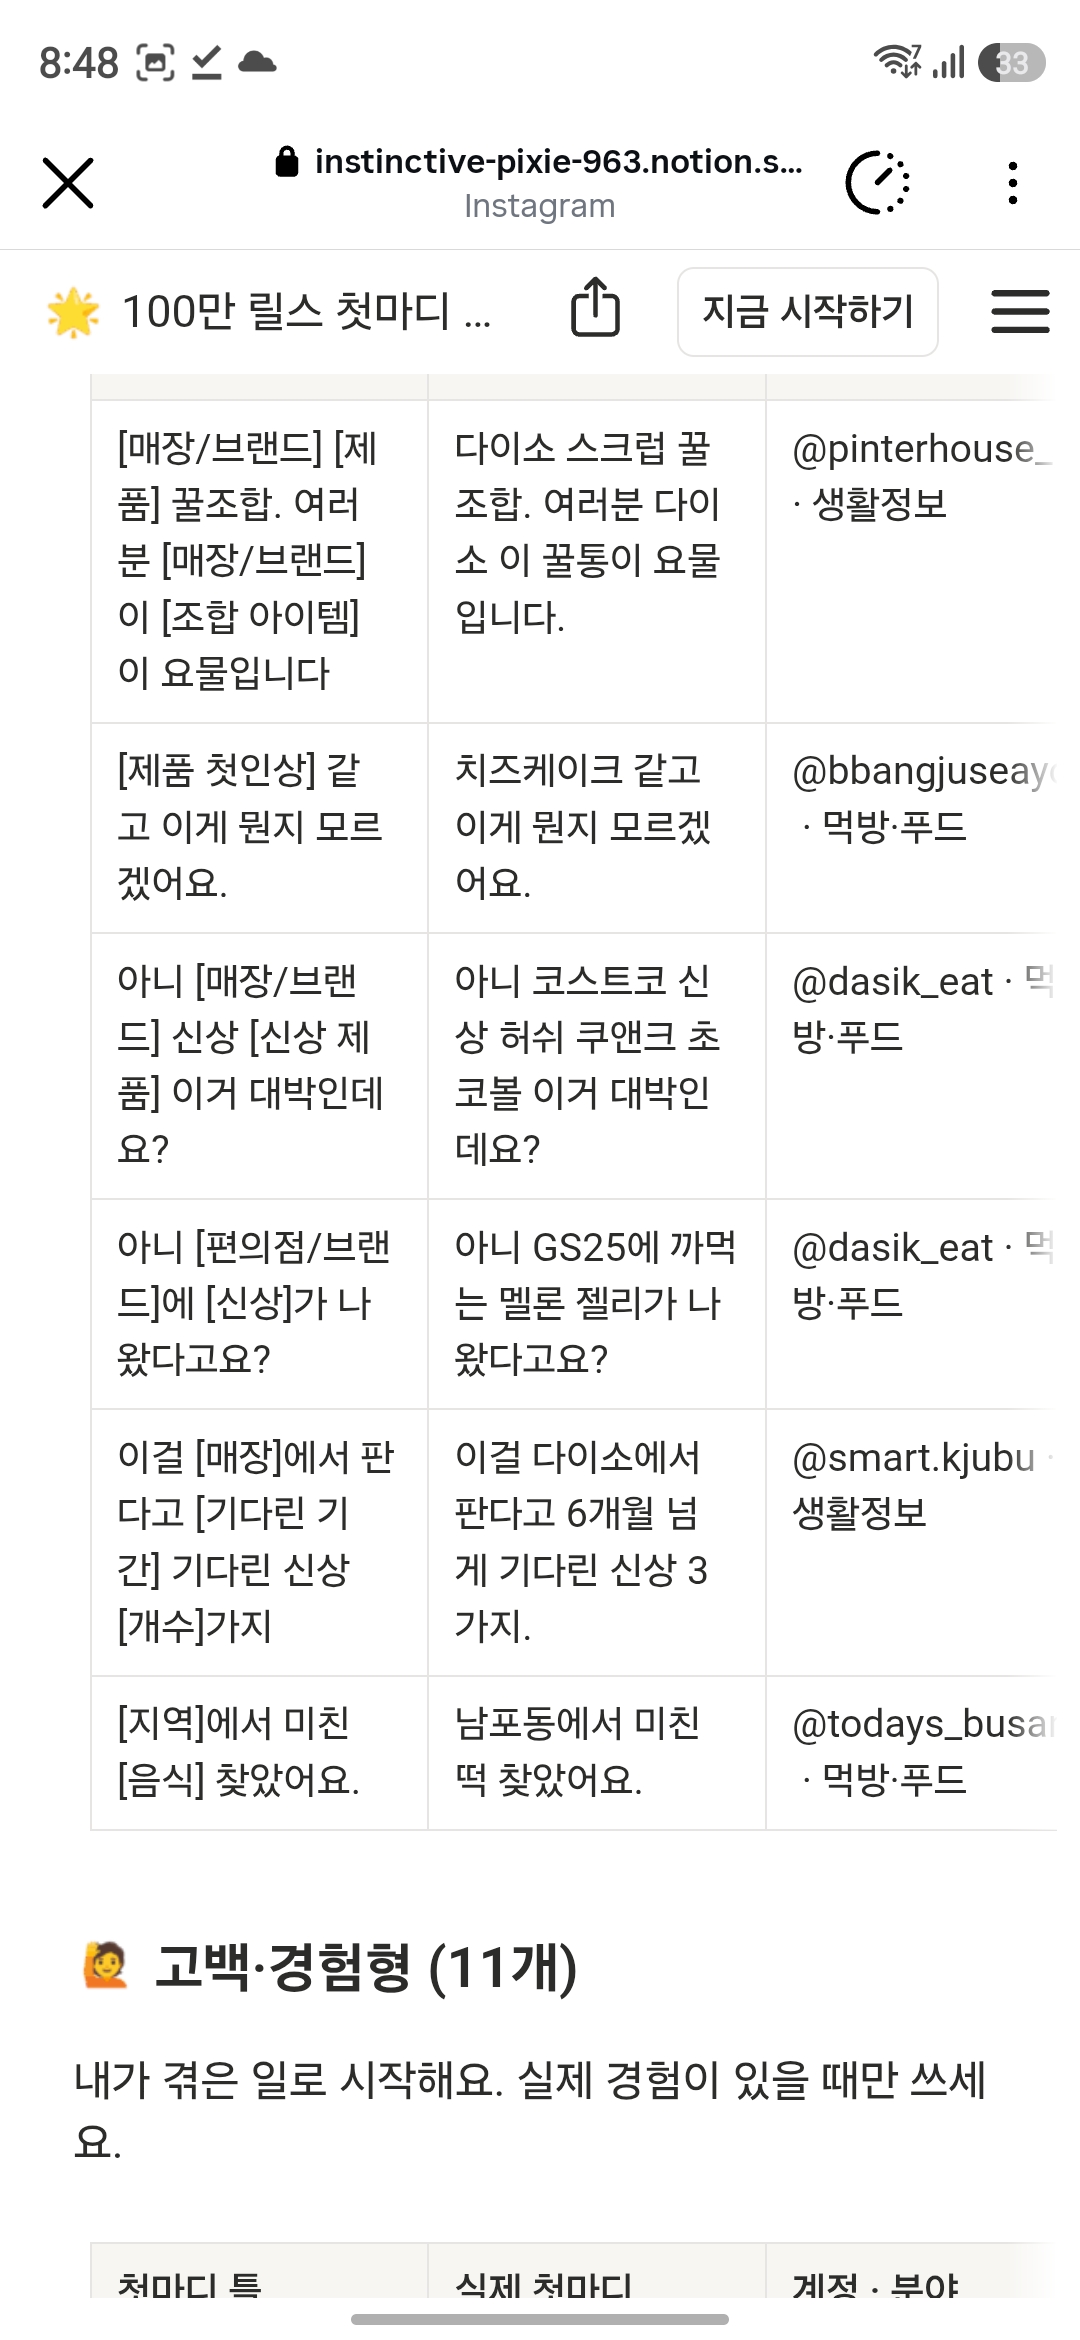 8:48
33
instinctive-pixie-963.notion.s...
Instagram
100만 릴스 첫마디 ...
지금 시작하기
[매장/브랜드] [제
품] 꿀조합. 여러
분 [매장/브랜드]
이 [조합 아이템]
이 요물입니다
다이소 스크럽 꿀
조합. 여러분 다이
소 이 꿀통이 요물
입니다.
@pinterhouse_
· 생활정보
[제품 첫인상] 같
고 이게 뭔지 모르
겠어요.
치즈케이크 같고
이게 뭔지 모르겠
어요.
@bbangjuseay
· 먹방·푸드
아니 [매장/브랜
드] 신상 [신상 제
품] 이거 대박인데
요?
아니 코스트코 신
상 허쉬 쿠앤크 초
코볼 이거 대박인
데요?
@dasik_eat · 먹
방·푸드
아니 [편의점/브랜
드]에 [신상]가 나
왔다고요?
아니 GS25에 까먹
는 멜론 젤리가 나
왔다고요?
@dasik_eat · 먹
방·푸드
이걸 [매장]에서 판
다고 [기다린 기
간] 기다린 신상
[개수]가지
이걸 다이소에서
판다고 6개월 넘
게 기다린 신상 3
가지.
@smart.kjubu ·
생활정보
[지역]에서 미친
[음식] 찾았어요.
남포동에서 미친
떡 찾았어요.
@todays_busan
· 먹방·푸드
고백·경험형 (11개)
내가 겪은 일로 시작해요. 실제 경험이 있을 때만 쓰세
요.
첫마디 틀
실제 첫마디
계정 · 분야